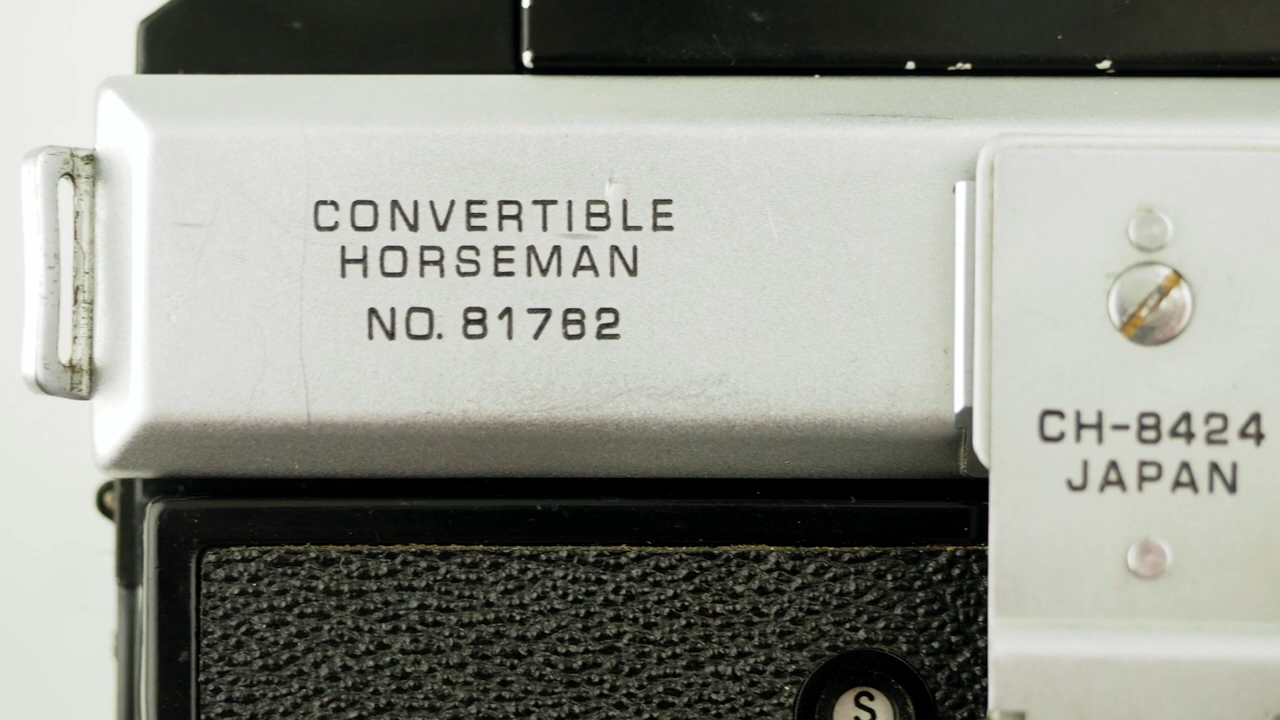 CONVERTIBLE
HORSEMAN
NO. 81762
CH-8424
JAPAN
S